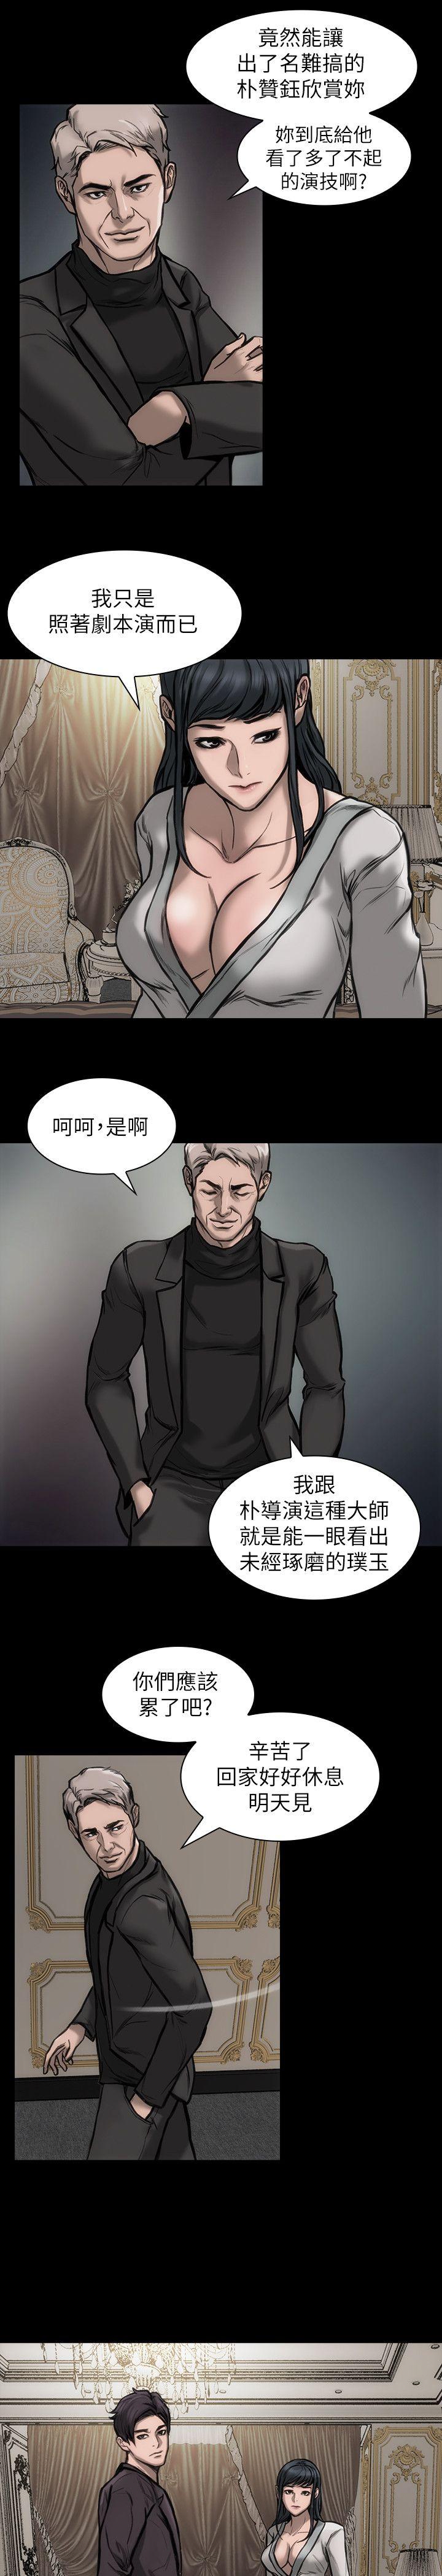 竟然能讓
出了名難搞的
朴贊鈺欣賞妳
妳到底給他
看了多了不起
的演技啊?
我只是
照著劇本演而已
呵呵,是啊
我跟
朴導演這種大師
就是能一眼看出
未經琢磨的璞玉
你們應該
累了吧?
辛苦了
回家好好休息
明天見